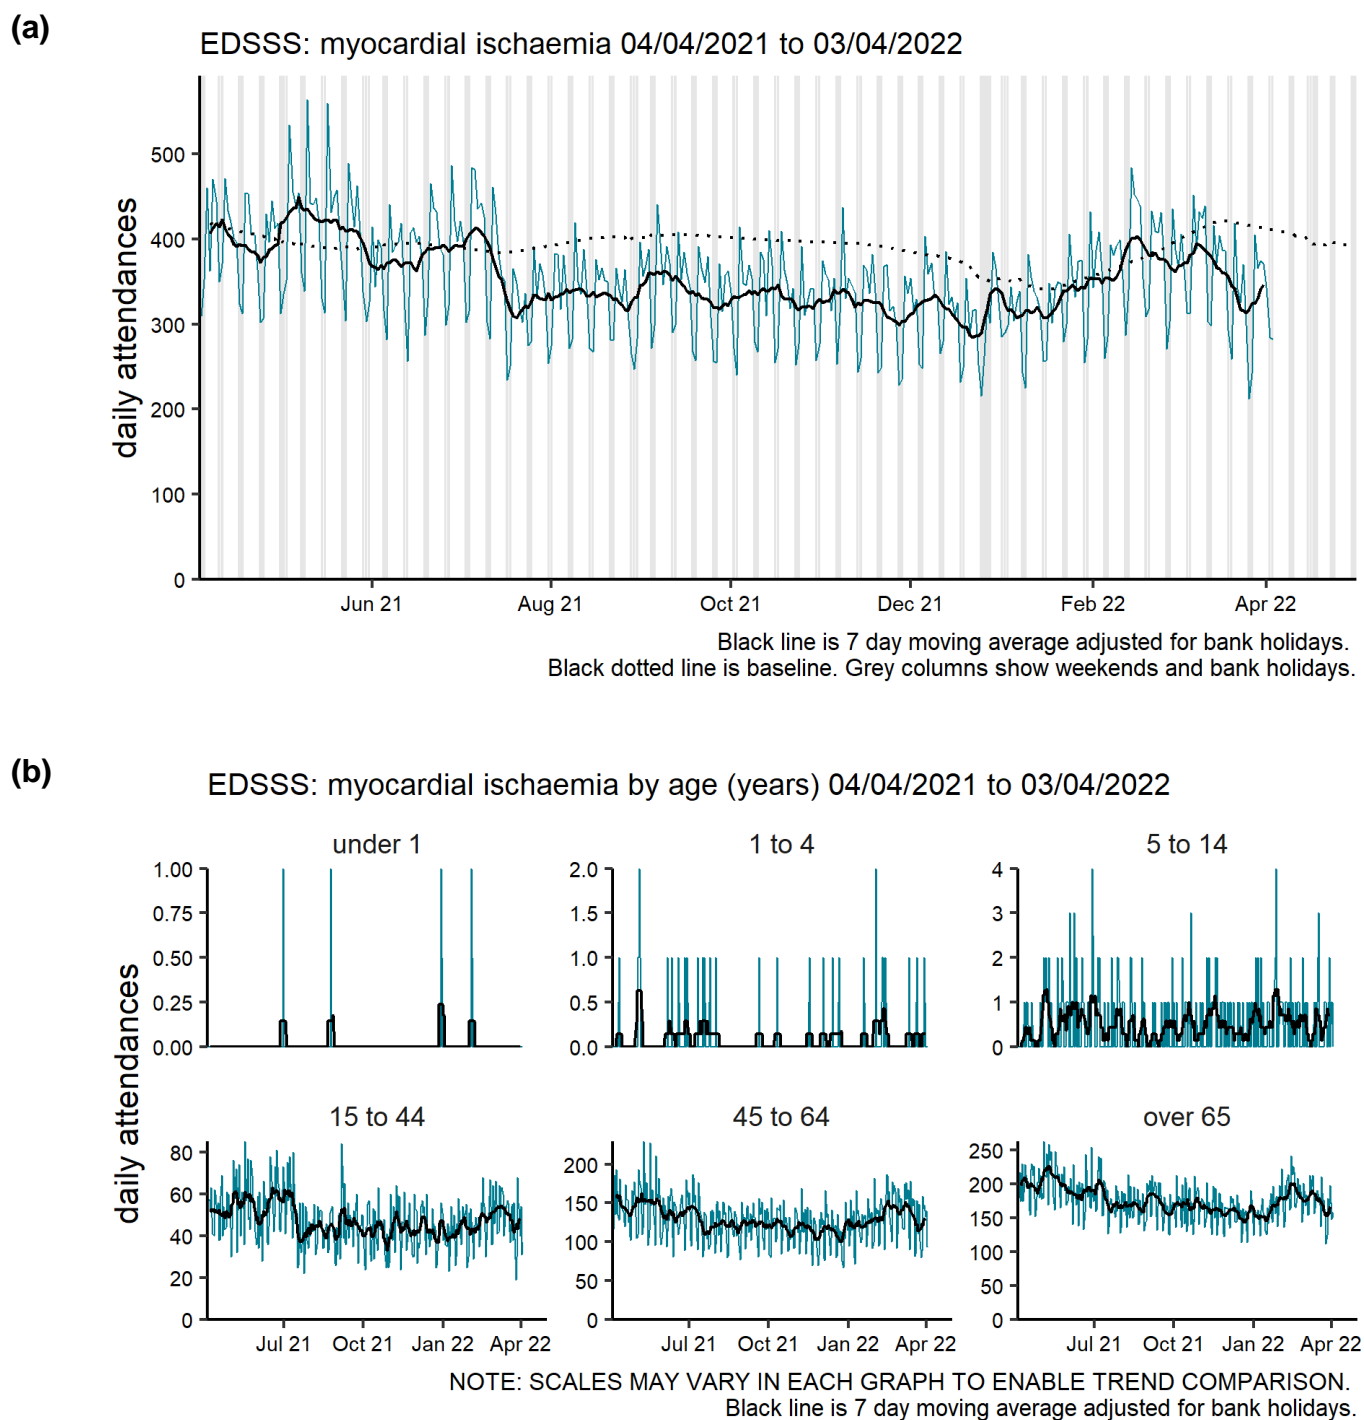 (a)
EDSSS: myocardial ischaemia 04/04/2021 to 03/04/2022
daily attendances
500
400
300
200
100
0
Jun 21 Aug 21 Oct 21 Dec 21 Feb 22 Apr 22
Black line is 7 day moving average adjusted for bank holidays.
Black dotted line is baseline. Grey columns show weekends and bank holidays.
(b)
EDSSS: myocardial ischaemia by age (years) 04/04/2021 to 03/04/2022
daily attendances
under 1
1.00
0.75
0.50
0.25
0.00
1 to 4
2.0
1.5
1.0
0.5
0.0
5 to 14
4
3
2
1
0
15 to 44
80
60
40
20
0
Jul 21 Oct 21 Jan 22 Apr 22
45 to 64
200
150
100
50
0
Jul 21 Oct 21 Jan 22 Apr 22
over 65
250
200
150
100
50
0
Jul 21 Oct 21 Jan 22 Apr 22
NOTE: SCALES MAY VARY IN EACH GRAPH TO ENABLE TREND COMPARISON.
Black line is 7 day moving average adjusted for bank holidays.